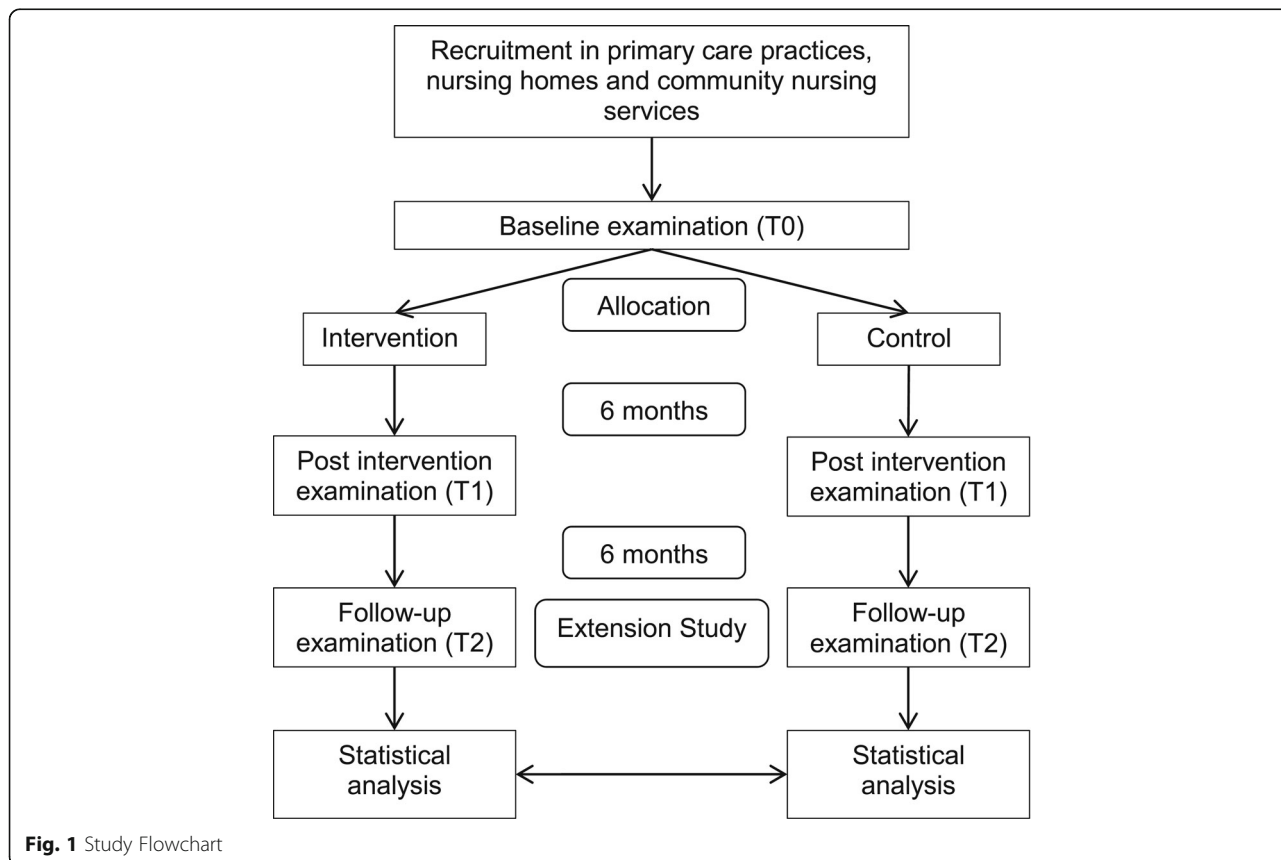 Recruitment in primary care practices,
nursing homes and community nursing
services
Baseline examination (T0)
Allocation
Intervention
Control
6 months
Post intervention
examination (T1)
Post intervention
examination (T1)
6 months
Follow-up
examination (T2)
Extension Study
Follow-up
examination (T2)
Statistical
analysis
Statistical
analysis
Fig. 1 Study Flowchart